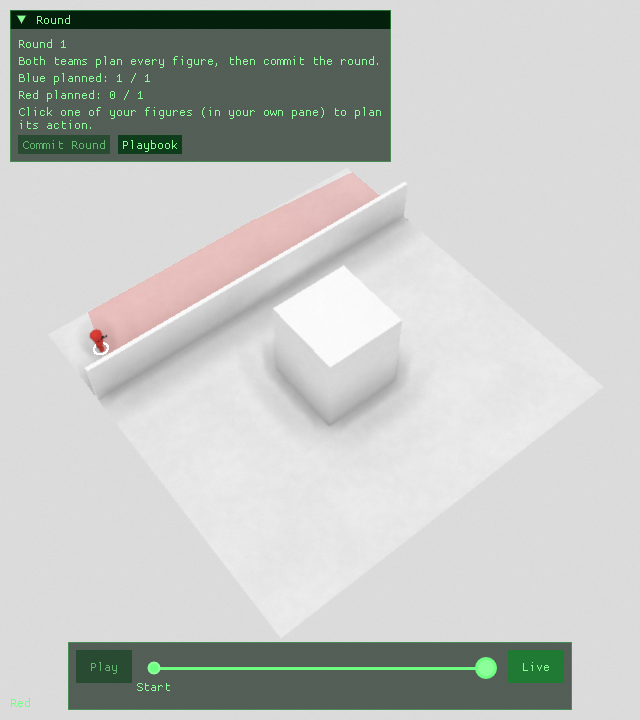 Round
Round 1
Both teams plan every figure, then commit the round.
Blue planned: 1 / 1
Red planned: 0 / 1
Click one of your figures (in your own pane) to plan
its action.
Commit Round Playbook
Play Live
Start
Red